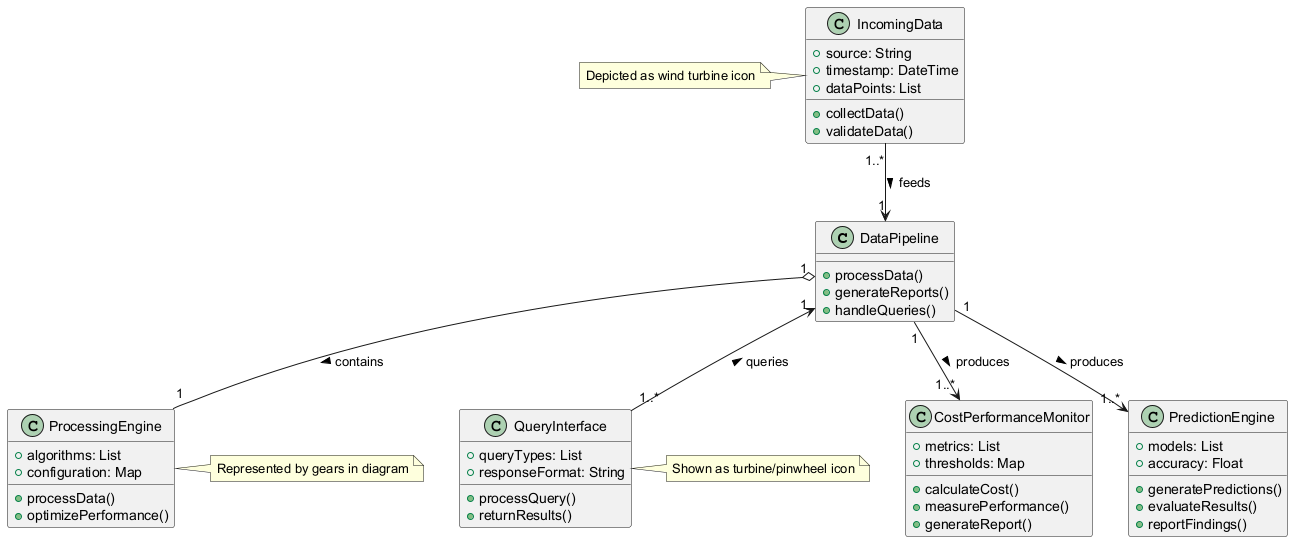 C IncomingData
source: String
timestamp: DateTime
dataPoints: List
collectData()
validateData()
Depicted as wind turbine icon
1..*
feeds
1
C DataPipeline
processData()
generateReports()
handleQueries()
1
contains
1
1
queries
1..*
1
produces
1..*
1
produces
1..*
C ProcessingEngine
algorithms: List
configuration: Map
processData()
optimizePerformance()
Represented by gears in diagram
C QueryInterface
queryTypes: List
responseFormat: String
processQuery()
returnResults()
Shown as turbine/pinwheel icon
C CostPerformanceMonitor
metrics: List
thresholds: Map
calculateCost()
measurePerformance()
generateReport()
C PredictionEngine
models: List
accuracy: Float
generatePredictions()
evaluateResults()
reportFindings()